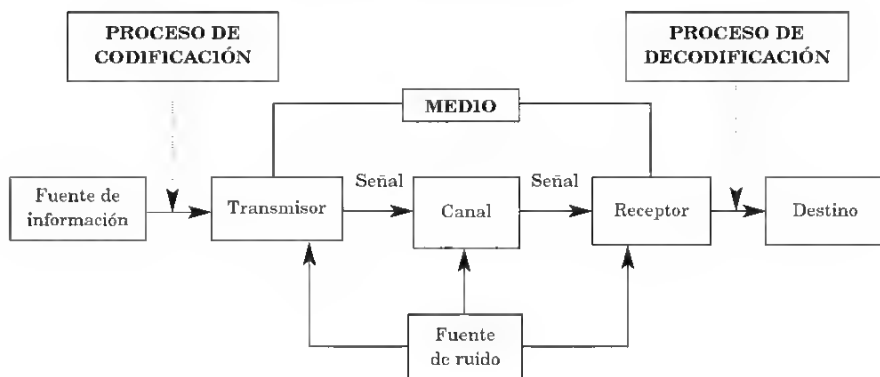 PROCESO DE
CODIFICACIÓN
PROCESO DE
DECODIFICACIÓN
MEDIO
Fuente de
información
Transmisor
Señal
Canal
Señal
Receptor
Destino
Fuente
de ruido